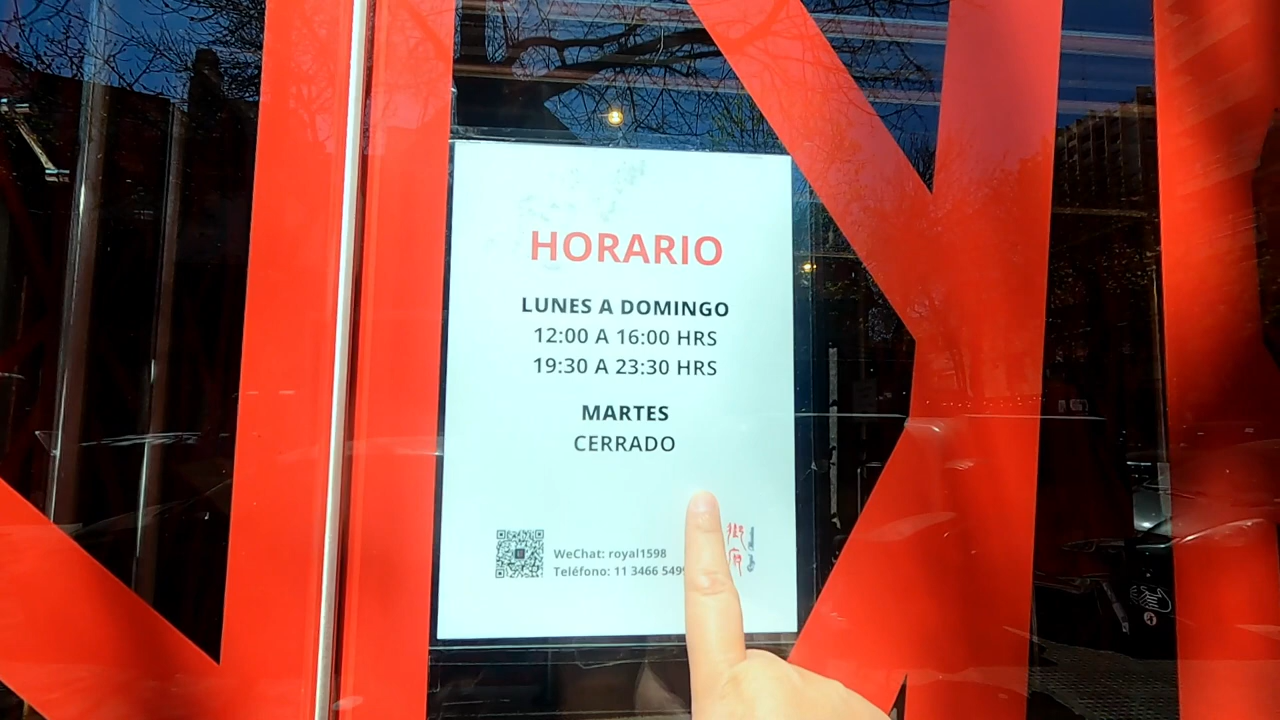 HORARIO
LUNES A DOMINGO
12:00 A 16:00 HRS
19:30 A 23:30 HRS
MARTES
CERRADO
WeChat: royal1598
Teléfono: 11 3466 549